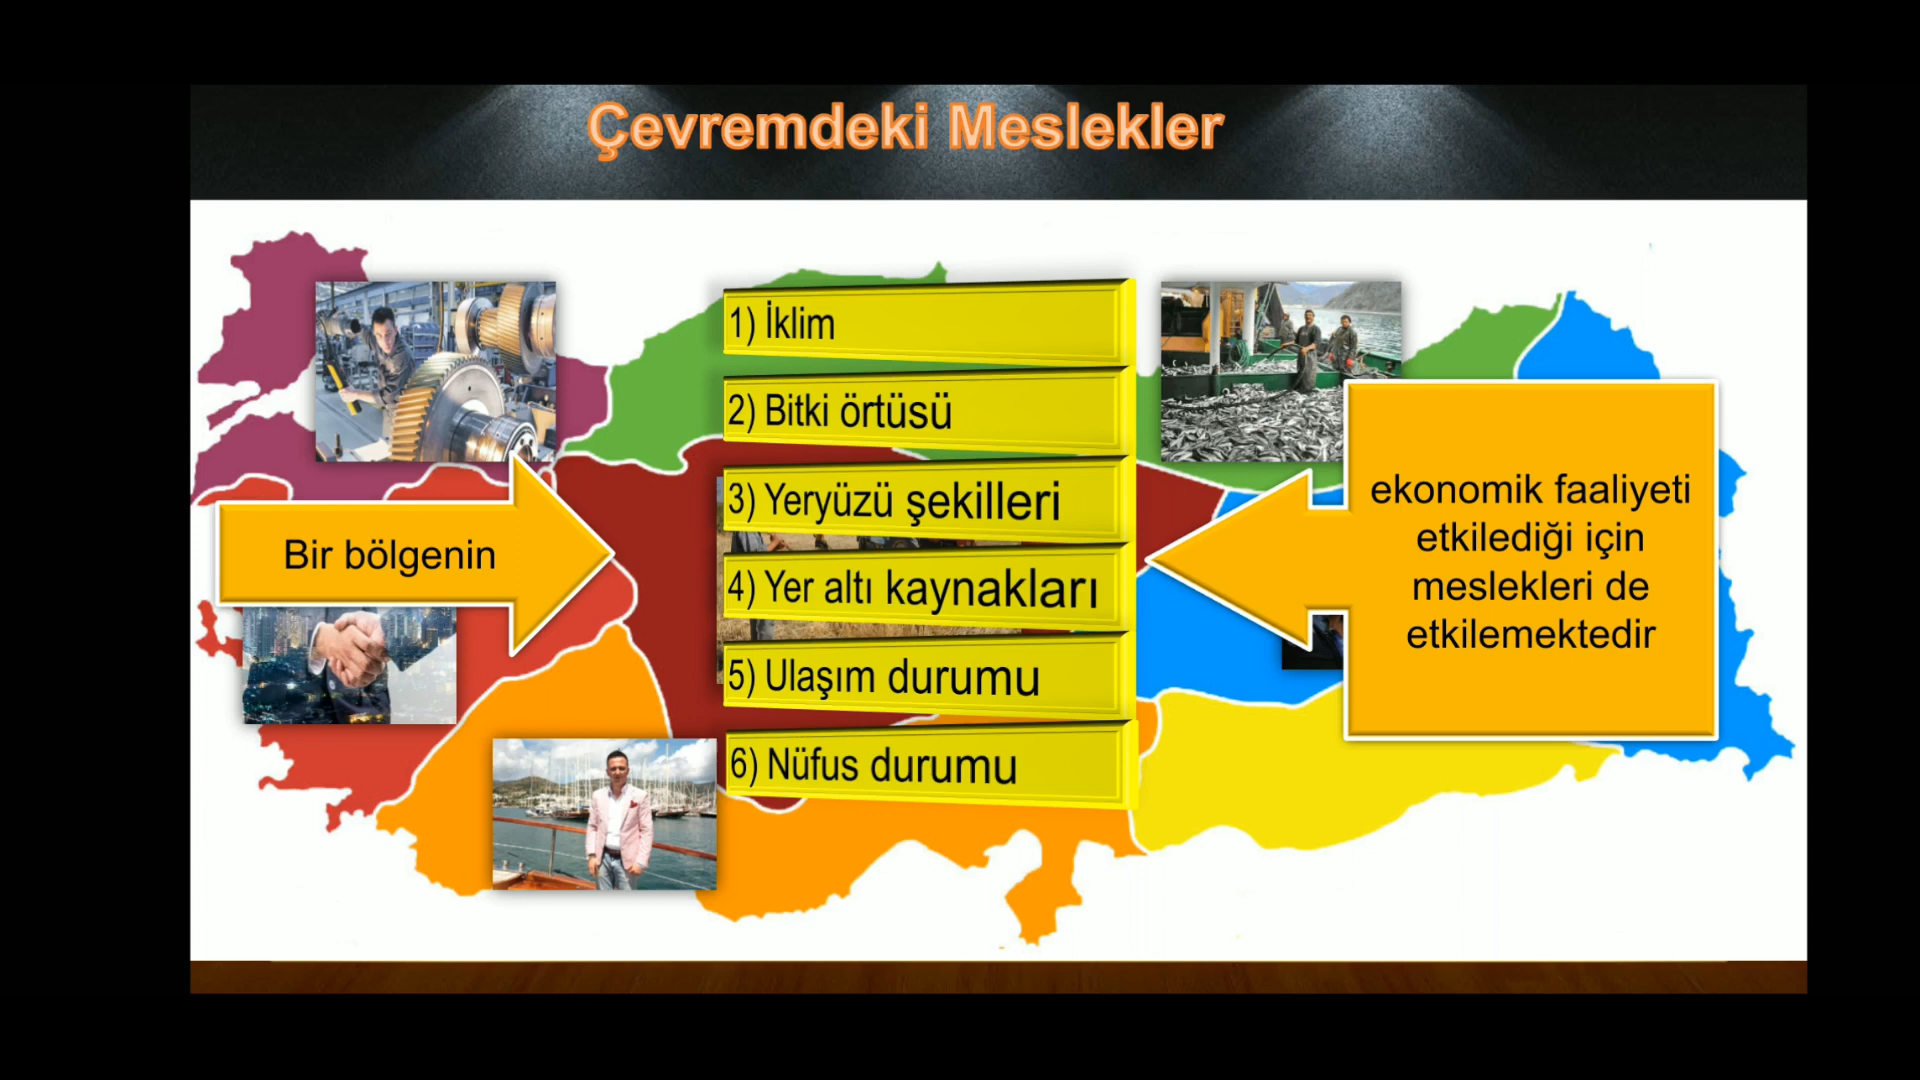 Çevremdeki Meslekler
Bir bölgenin
1) İklim
2) Bitki örtüsü
3) Yeryüzü şekilleri
4) Yer altı kaynakları
5) Ulaşım durumu
6) Nüfus durumu
ekonomik faaliyeti
etkilediği için
meslekleri de
etkilemektedir